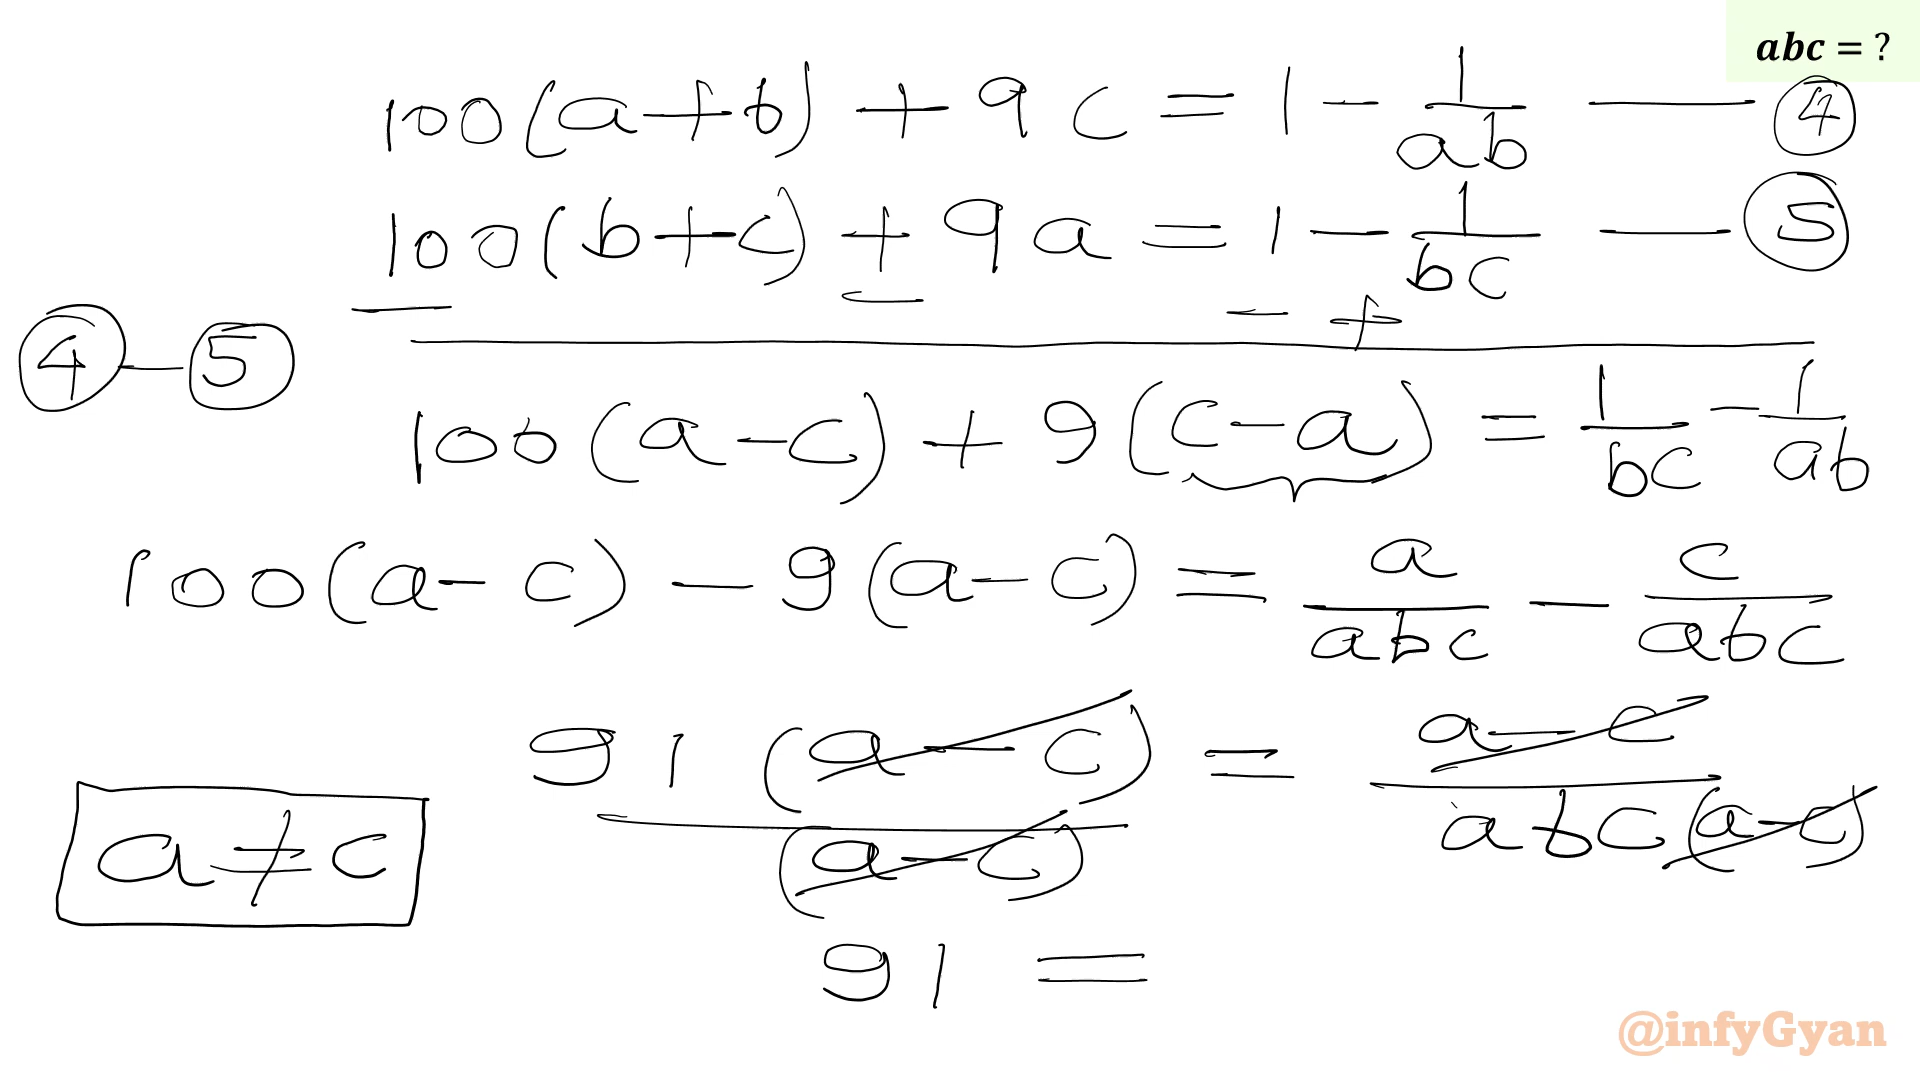 abc = ?
100(a+b) + 9c = 1 - 1/ab — ④
100(b+c) + 9a = 1 - 1/bc — ⑤
— — — +
④ — ⑤
100(a-c) + 9(c-a) = 1/bc - 1/ab
100(a-c) - 9(a-c) = a/abc - c/abc
91(a-c)/(a-c) = a-c/abc(a-c)
a ≠ c
91 =
@infyGyan